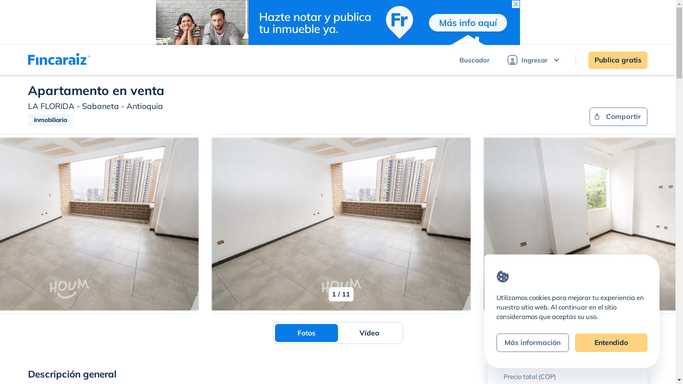 Hazte notar y publica
tu inmueble ya.
Fr
Más info aquí
Fincaraiz
Buscador
Ingresar
Publica gratis
Apartamento en venta
LA FLORIDA - Sabaneta - Antioquia
Inmobiliaria
Compartir
HOUM
HOUM
1 / 11
Fotos
Vídeo
Utilizamos cookies para mejorar tu experiencia en
nuestro sitio web. Al continuar en el sitio
consideramos que aceptas su uso.
Más información
Entendido
Descripción general
Precio total (COP)